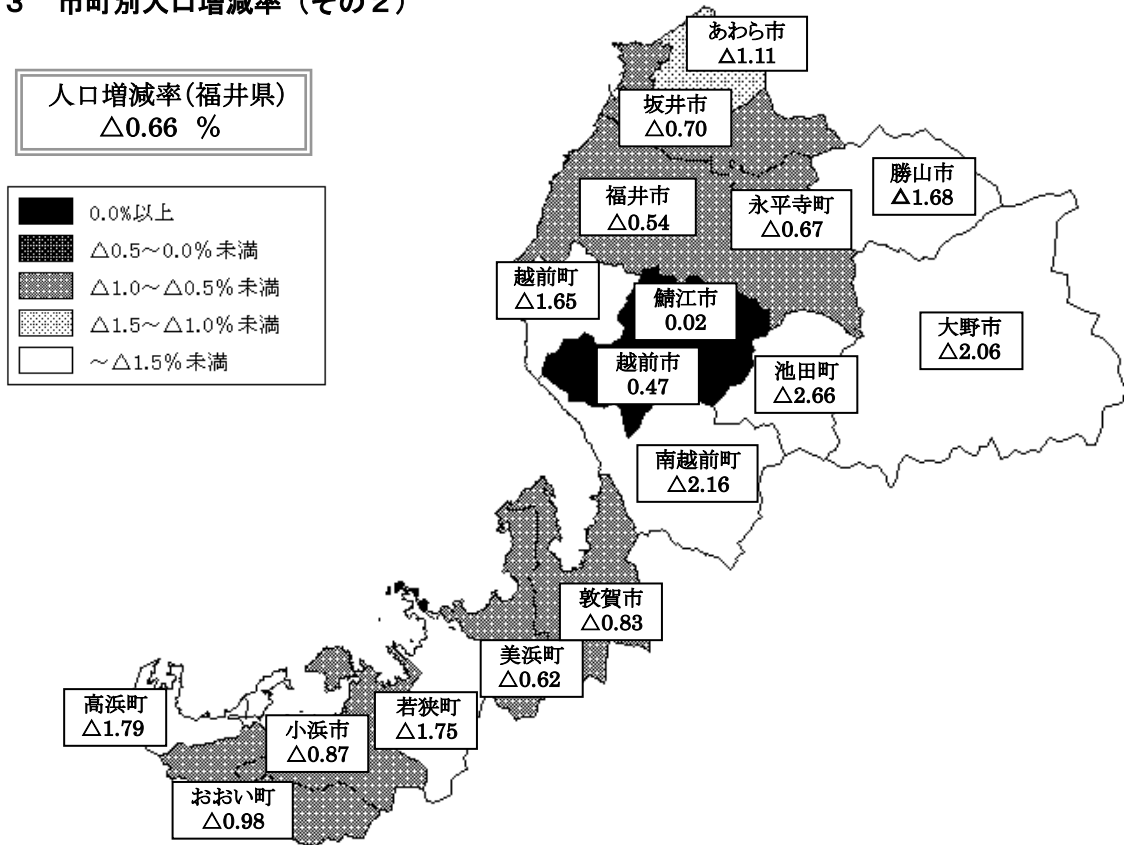 ３　市町別人口増減率（その２）
人口増減率(福井県)
△0.66 %
0.0%以上
△0.5～0.0%未満
△1.0～△0.5%未満
△1.5～△1.0%未満
～△1.5%未満
あわら市
△1.11
坂井市
△0.70
勝山市
△1.68
福井市
△0.54
永平寺町
△0.67
越前町
△1.65
鯖江市
0.02
大野市
△2.06
越前市
0.47
池田町
△2.66
南越前町
△2.16
敦賀市
△0.83
美浜町
△0.62
高浜町
△1.79
若狭町
△1.75
小浜市
△0.87
おおい町
△0.98